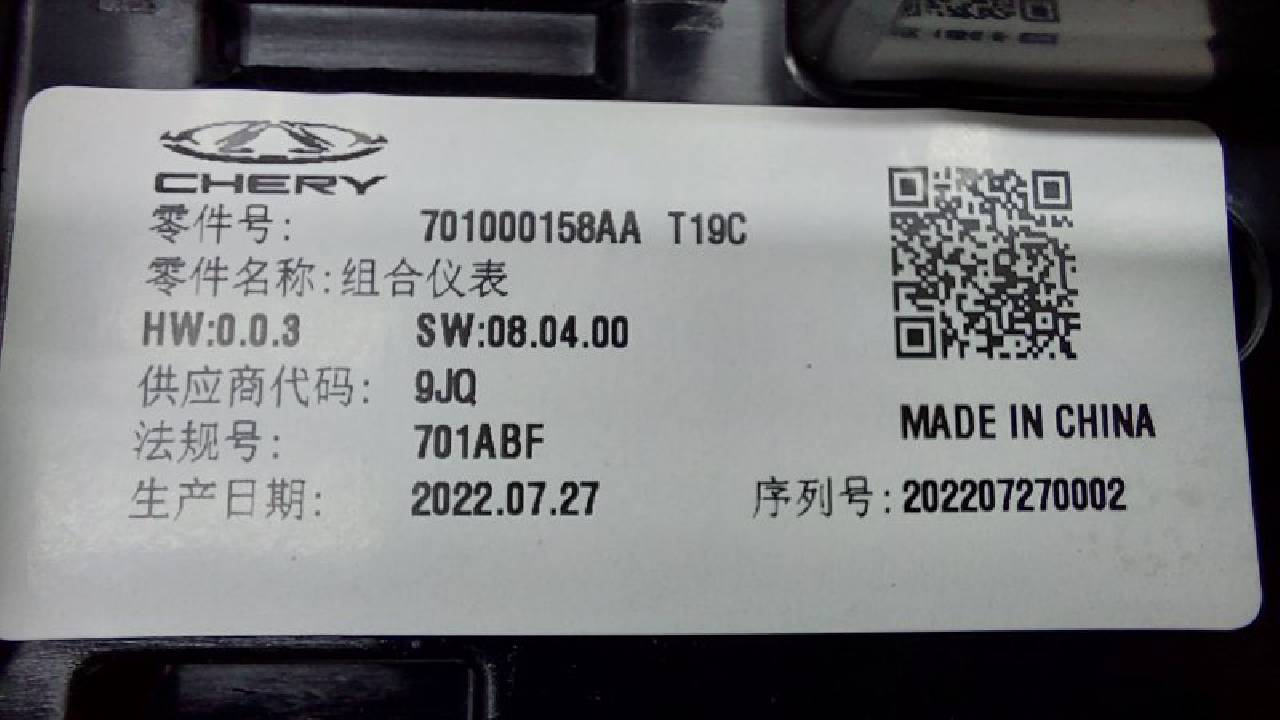 CHERY
零件号: 701000158AA T19C
零件名称:组合仪表
HW:0.0.3 SW:08.04.00
供应商代码: 9JQ
法规号: 701ABF
MADE IN CHINA
生产日期: 2022.07.27 序列号:202207270002